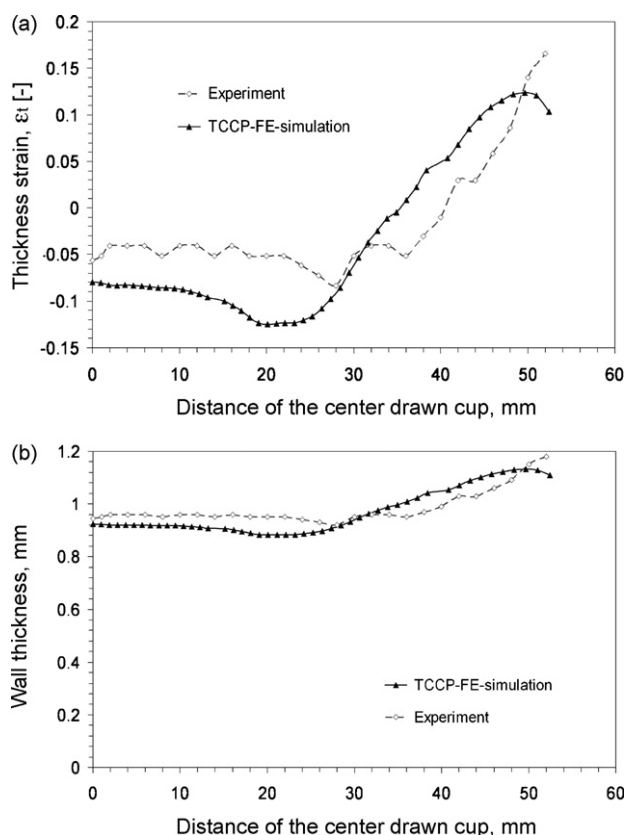 (a)
0.2
0.15
0.1
0.05
0
-0.05
-0.1
-0.15
Thickness strain, εt [-]
Experiment
TCCP-FE-simulation
0 10 20 30 40 50 60
Distance of the center drawn cup, mm
(b)
1.2
1
0.8
0.6
0.4
0.2
0
Wall thickness, mm
TCCP-FE-simulation
Experiment
0 10 20 30 40 50 60
Distance of the center drawn cup, mm